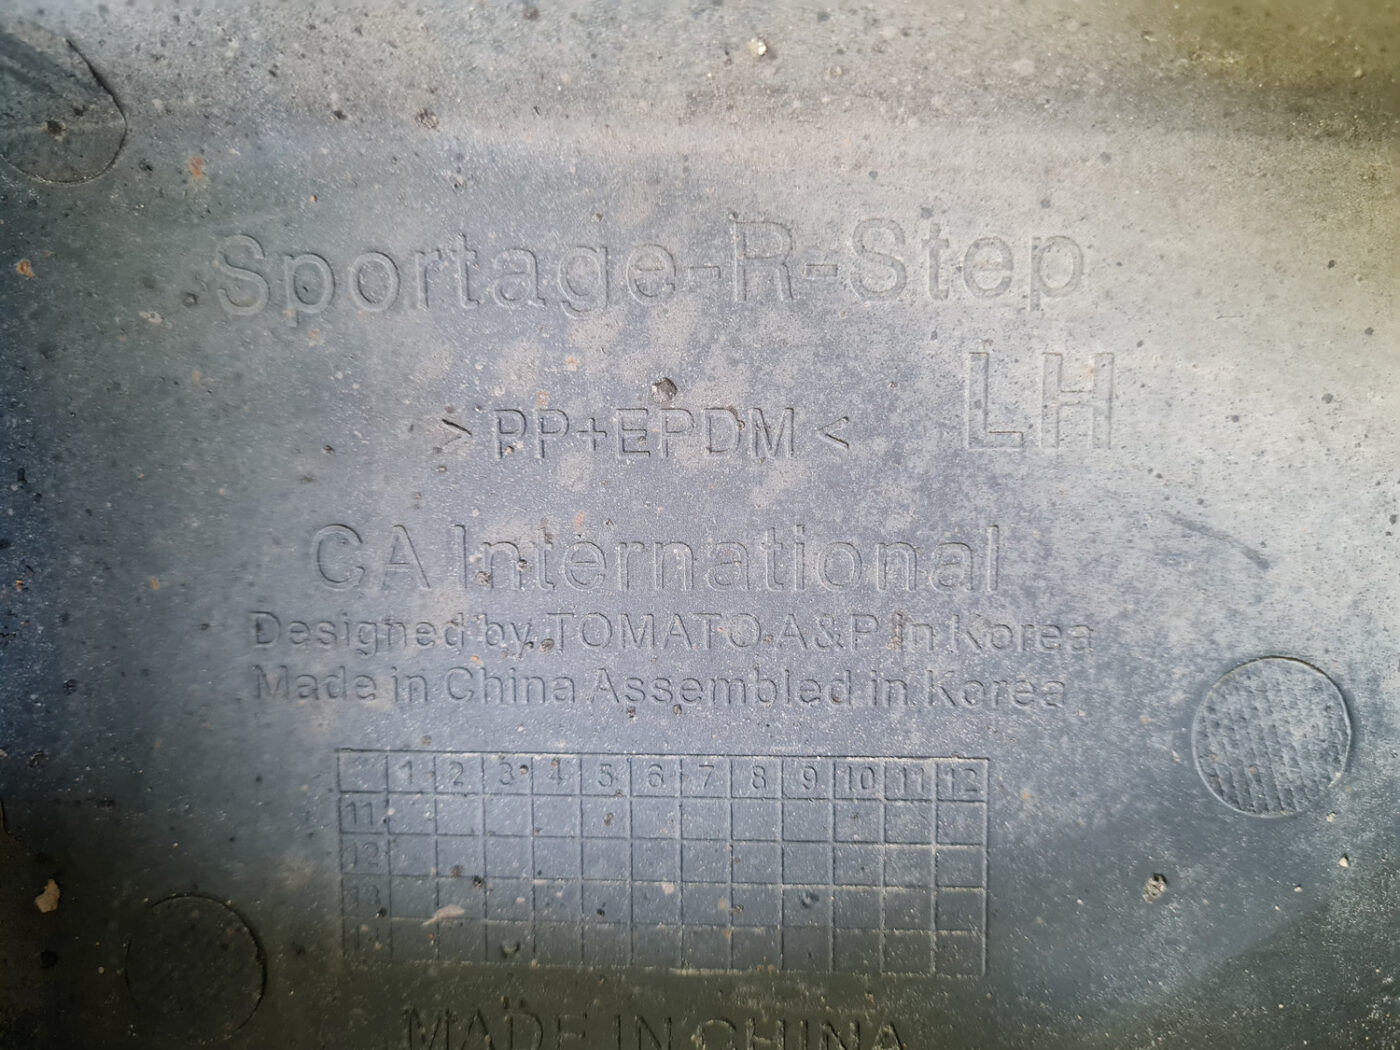 Sportage-R-Step
LH
> PP+EPDM <
CA International
Designed by TOMATO A&P in Korea
Made in China Assembled in Korea
1 2 3 4 5 6 7 8 9 10 11 12
11
12
13
MADE IN CHINA